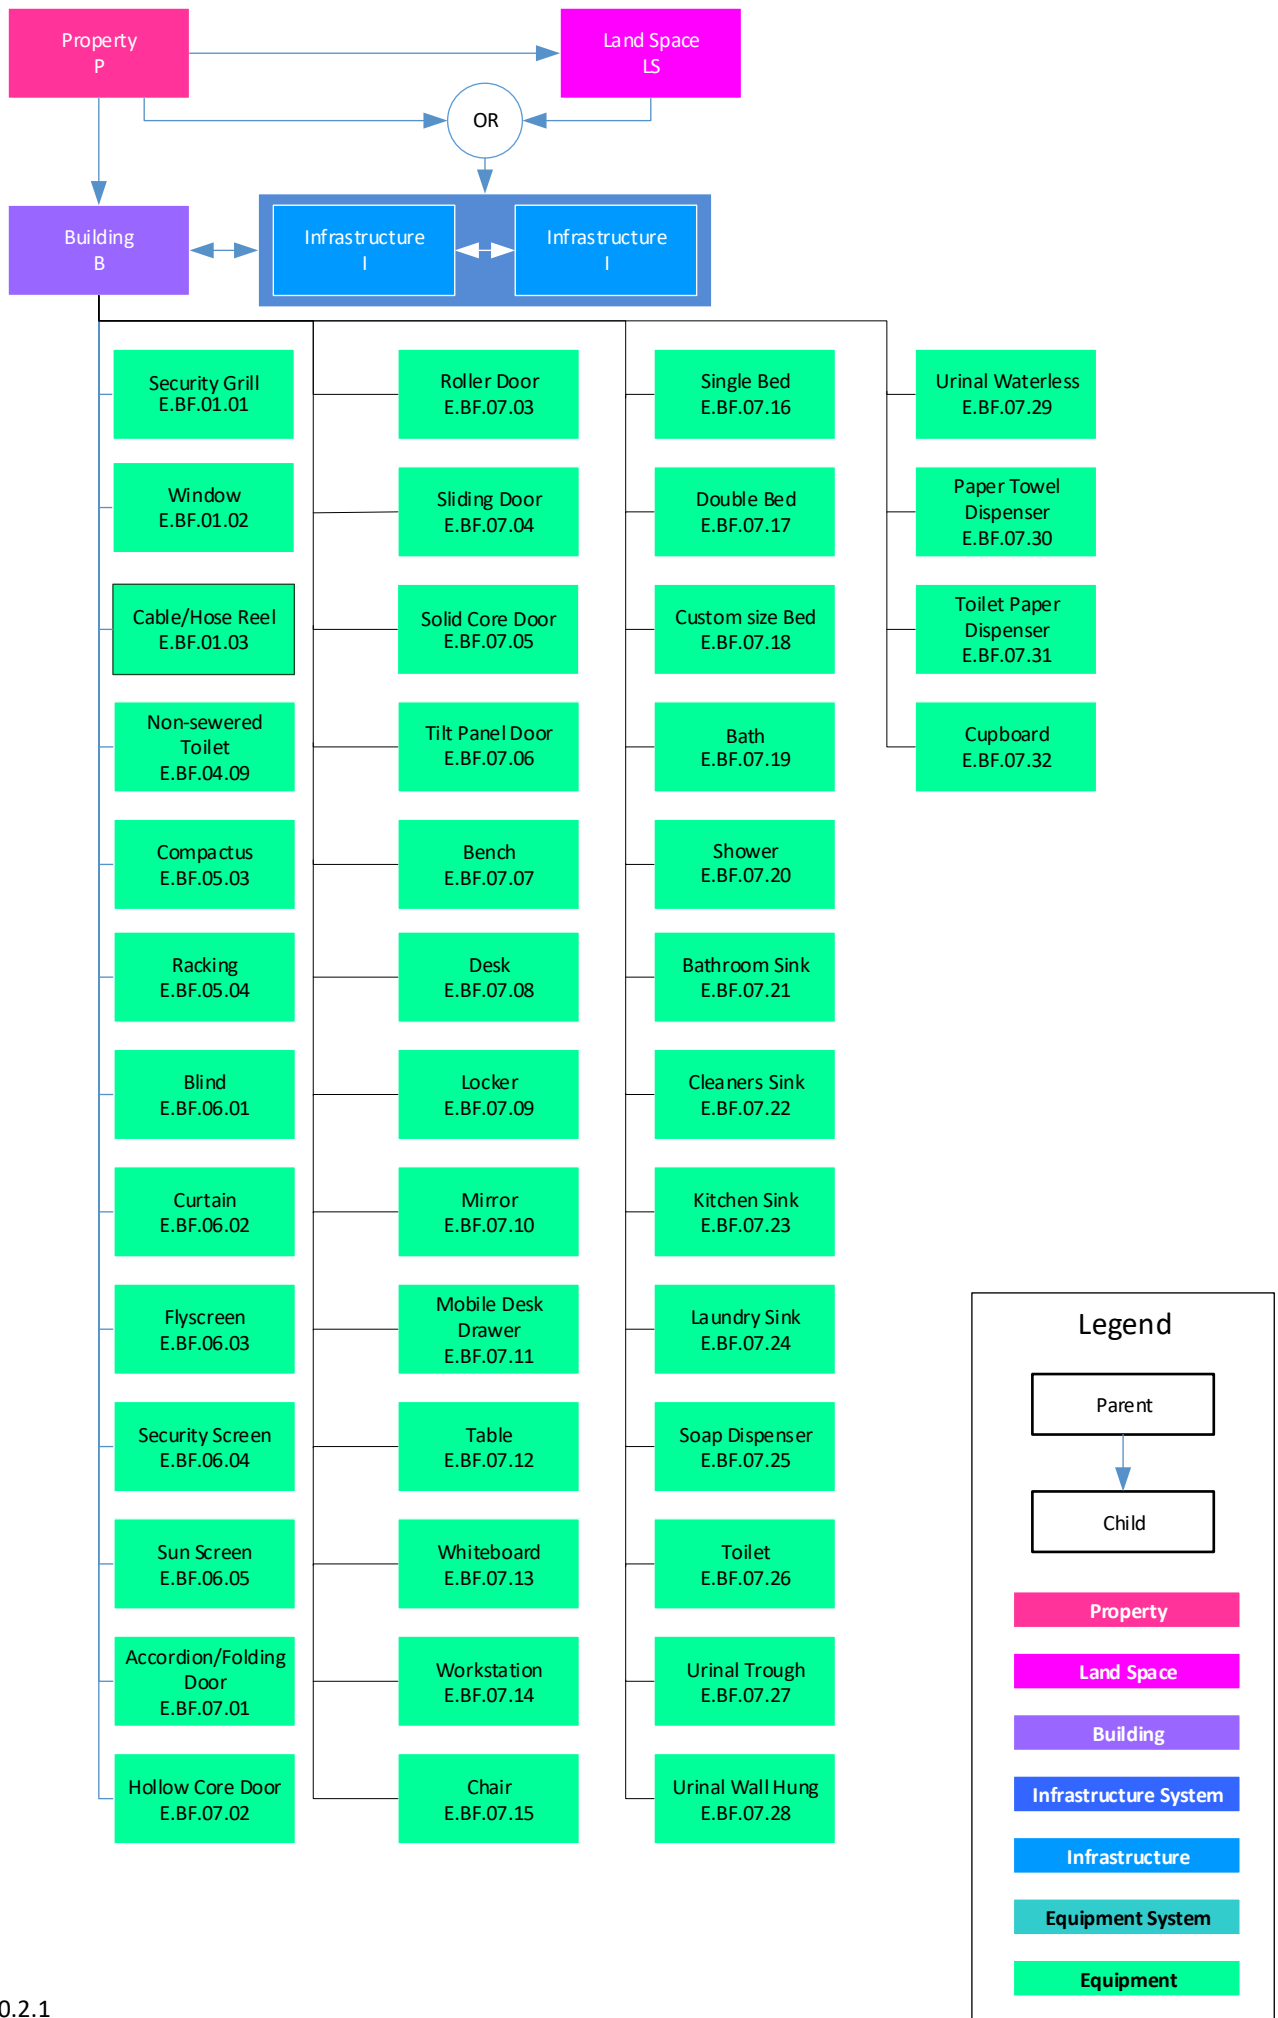 Property
P
Land Space
LS
OR
Building
B
Infrastructure
I
Infrastructure
I
Security Grill
E.BF.01.01
Window
E.BF.01.02
Cable/Hose Reel
E.BF.01.03
Non-sewered
Toilet
E.BF.04.09
Compactus
E.BF.05.03
Racking
E.BF.05.04
Blind
E.BF.06.01
Curtain
E.BF.06.02
Flyscreen
E.BF.06.03
Security Screen
E.BF.06.04
Sun Screen
E.BF.06.05
Accordion/Folding
Door
E.BF.07.01
Hollow Core Door
E.BF.07.02
Roller Door
E.BF.07.03
Sliding Door
E.BF.07.04
Solid Core Door
E.BF.07.05
Tilt Panel Door
E.BF.07.06
Bench
E.BF.07.07
Desk
E.BF.07.08
Locker
E.BF.07.09
Mirror
E.BF.07.10
Mobile Desk
Drawer
E.BF.07.11
Table
E.BF.07.12
Whiteboard
E.BF.07.13
Workstation
E.BF.07.14
Chair
E.BF.07.15
Single Bed
E.BF.07.16
Double Bed
E.BF.07.17
Custom size Bed
E.BF.07.18
Bath
E.BF.07.19
Shower
E.BF.07.20
Bathroom Sink
E.BF.07.21
Cleaners Sink
E.BF.07.22
Kitchen Sink
E.BF.07.23
Laundry Sink
E.BF.07.24
Soap Dispenser
E.BF.07.25
Toilet
E.BF.07.26
Urinal Trough
E.BF.07.27
Urinal Wall Hung
E.BF.07.28
Urinal Waterless
E.BF.07.29
Paper Towel
Dispenser
E.BF.07.30
Toilet Paper
Dispenser
E.BF.07.31
Cupboard
E.BF.07.32
Legend
Parent
Child
Property
Land Space
Building
Infrastructure System
Infrastructure
Equipment System
Equipment
0.2.1